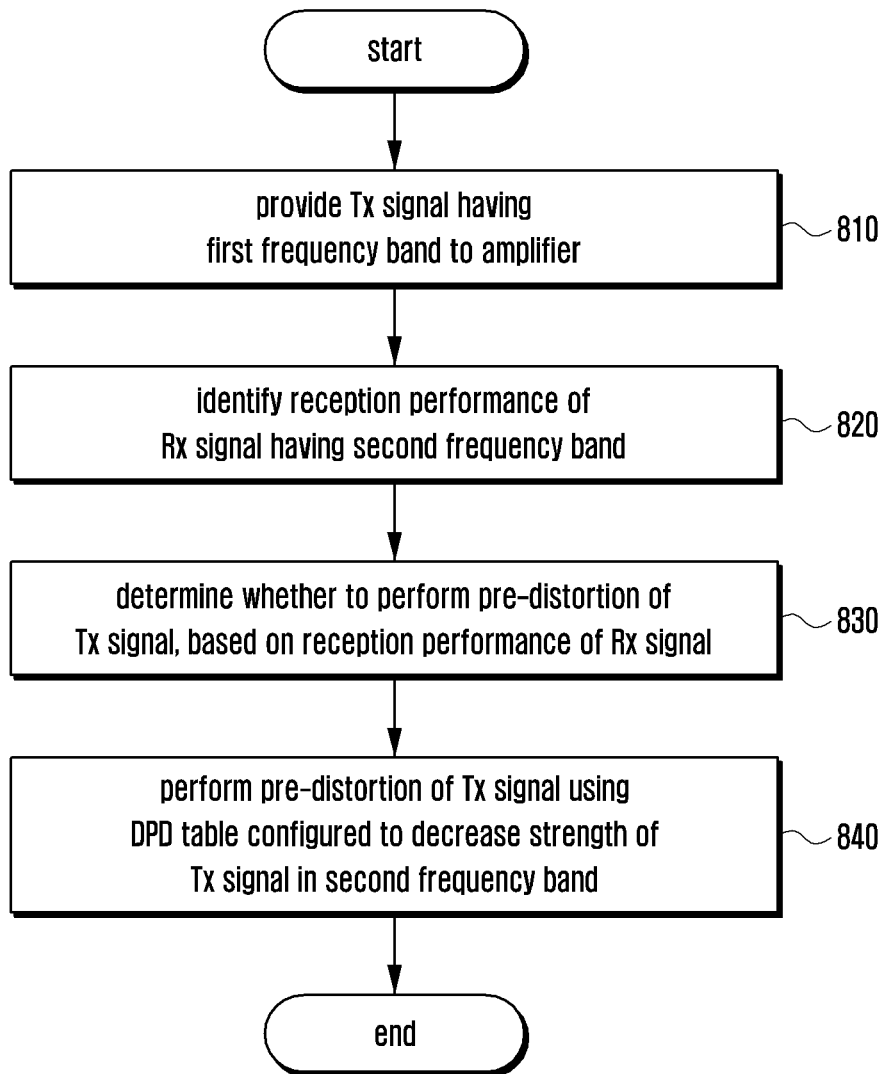 start
provide Tx signal having
first frequency band to amplifier
810
identify reception performance of
Rx signal having second frequency band
820
determine whether to perform pre-distortion of
Tx signal, based on reception performance of Rx signal
830
perform pre-distortion of Tx signal using
DPD table configured to decrease strength of
Tx signal in second frequency band
840
end